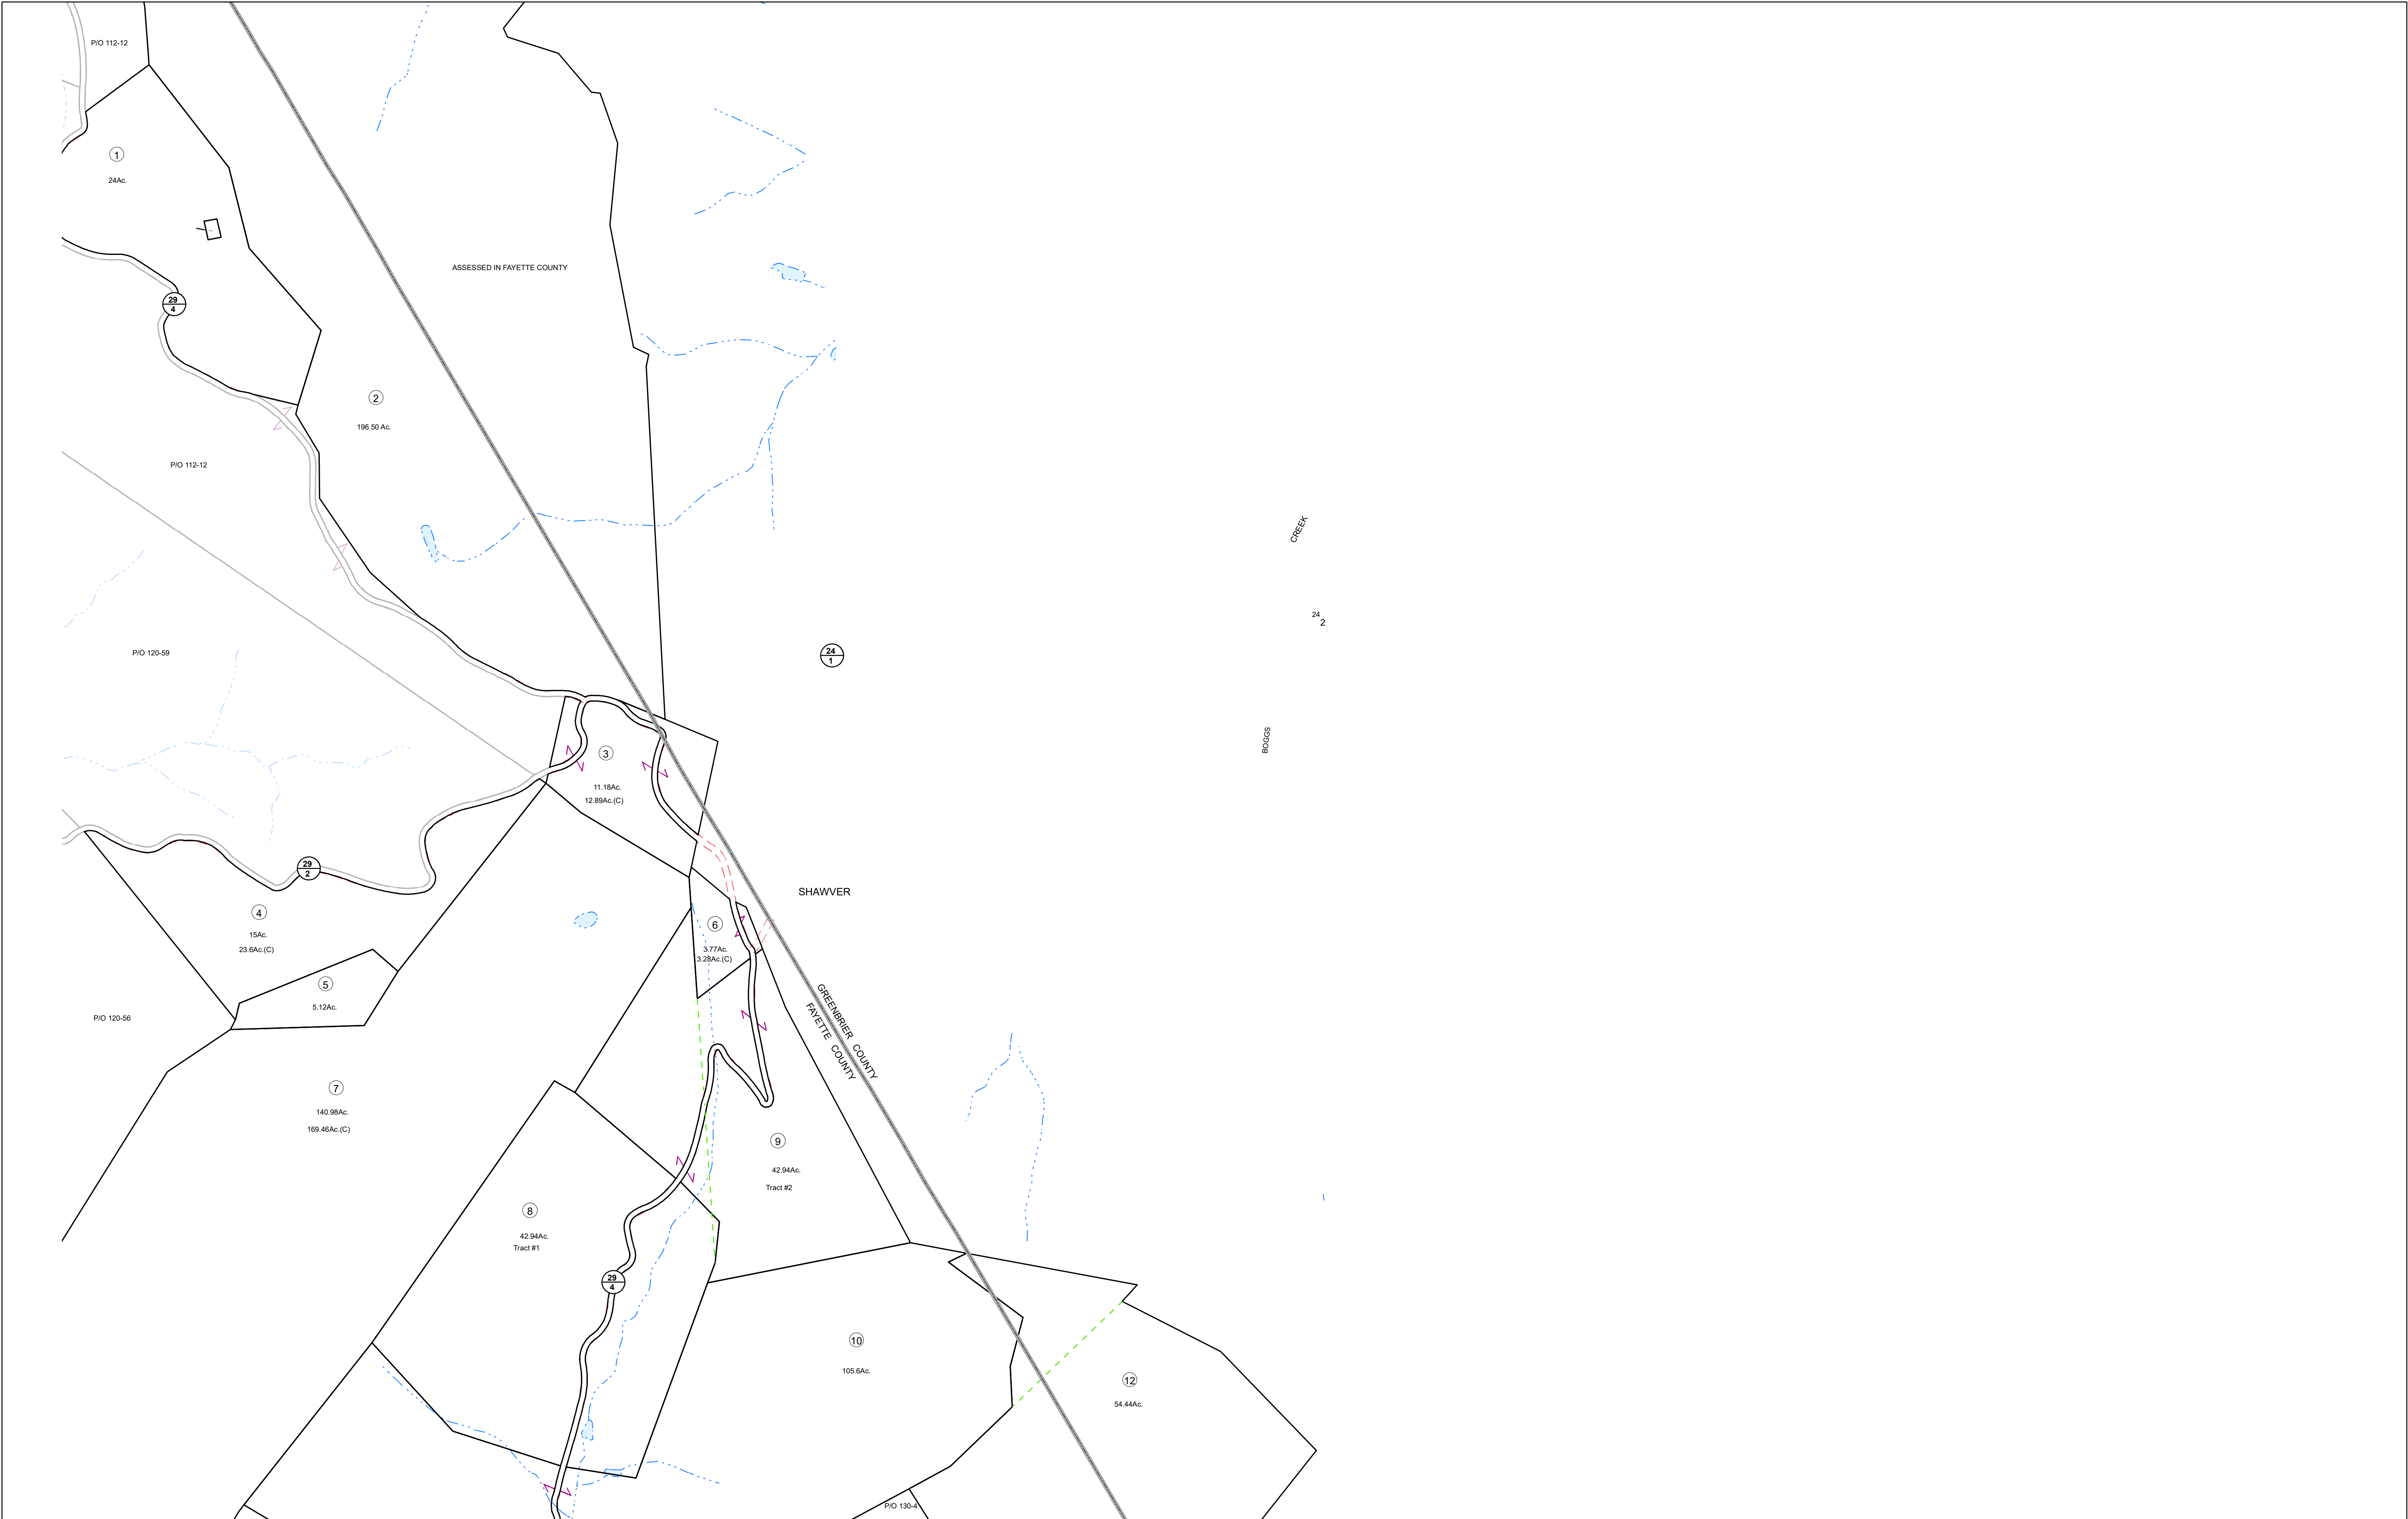 P/O 112-12
1
24Ac.
ASSESSED IN FAYETTE COUNTY
29
4
2
196.50 Ac.
P/O 112-12
CREEK
24
2
P/O 120-59
24
1
BOGGS
3
11.18Ac.
12.89Ac.(C)
29
2
SHAWVER
4
15Ac.
23.6Ac.(C)
6
3.77Ac.
3.28Ac.(C)
5
5.12Ac.
P/O 120-56
GREENBRIER COUNTY
FAYETTE COUNTY
7
140.98Ac.
169.46Ac.(C)
9
42.94Ac.
Tract #2
8
42.94Ac.
Tract #1
29
4
10
105.6Ac.
12
54.44Ac.
P/O 130-4